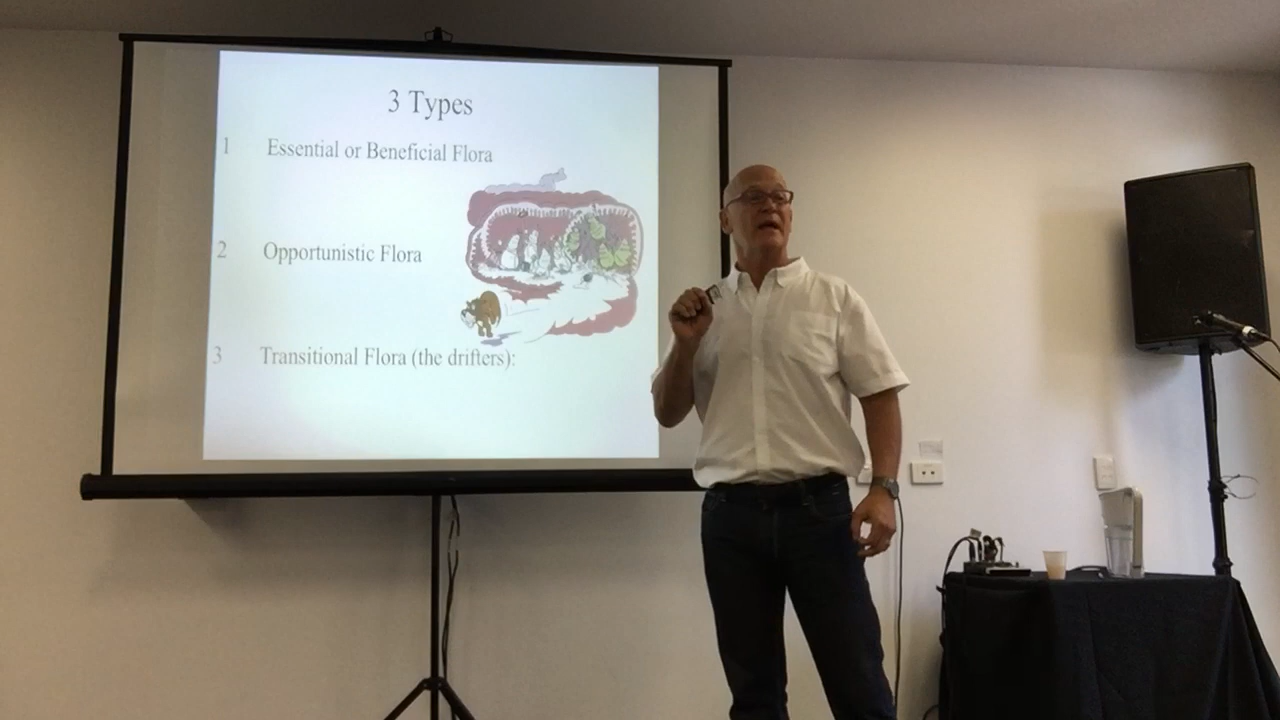 3 Types
1 Essential or Beneficial Flora
2 Opportunistic Flora
3 Transitional Flora (the drifters):